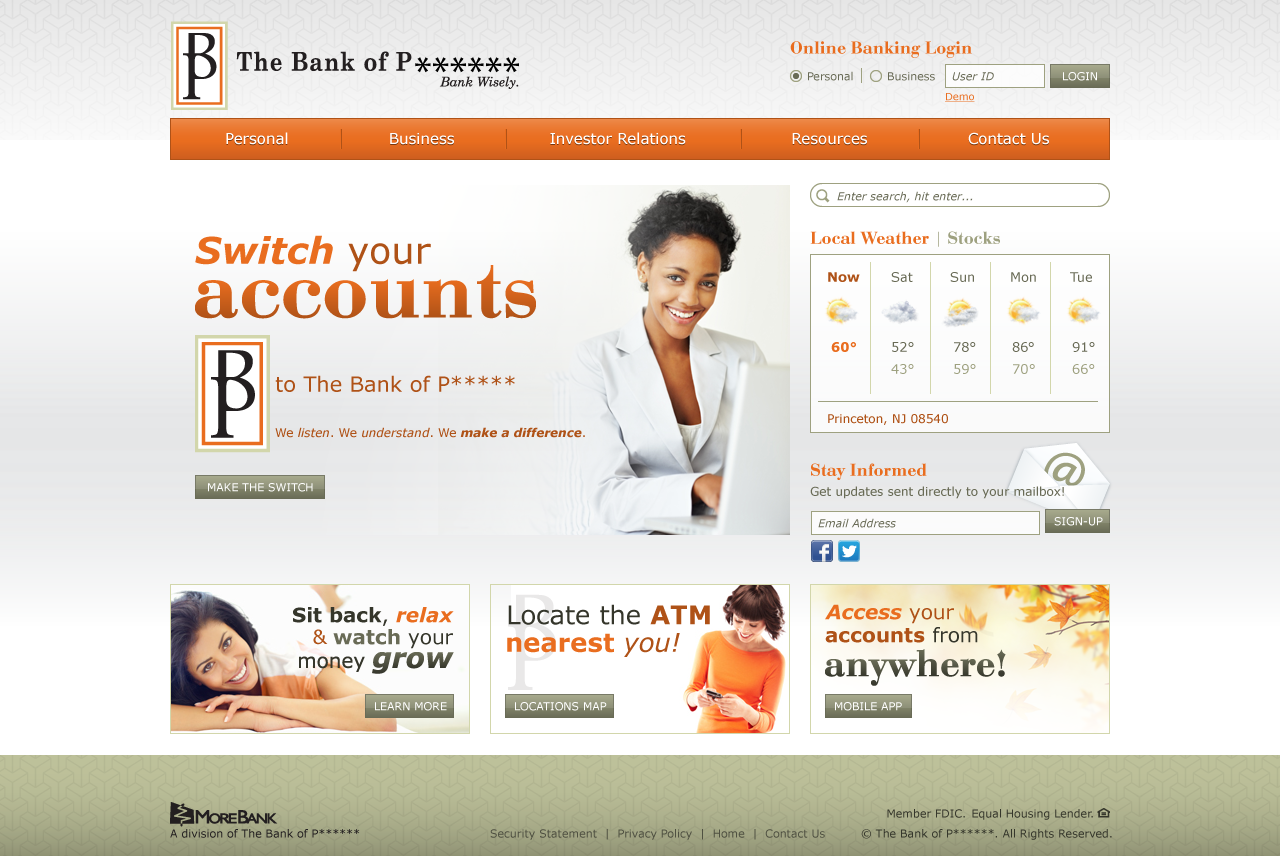 BP
The Bank of P******
Bank Wisely.
Online Banking Login
Personal | Business User ID LOGIN
Demo
Personal Business Investor Relations Resources Contact Us
Enter search, hit enter...
Switch your
accounts
BP
to The Bank of P*****
We listen. We understand. We make a difference.
MAKE THE SWITCH
Local Weather | Stocks
Now Sat Sun Mon Tue
60° 52° 78° 86° 91°
43° 59° 70° 66°
Princeton, NJ 08540
Stay Informed
@
Get updates sent directly to your mailbox!
Email Address SIGN-UP
f
Sit back, relax
& watch your
money grow
LEARN MORE
BP
Locate the ATM
nearest you!
LOCATIONS MAP
Access your
accounts from
anywhere!
MOBILE APP
MOREBANK
A division of The Bank of P******
Security Statement | Privacy Policy | Home | Contact Us
Member FDIC. Equal Housing Lender.
© The Bank of P******. All Rights Reserved.